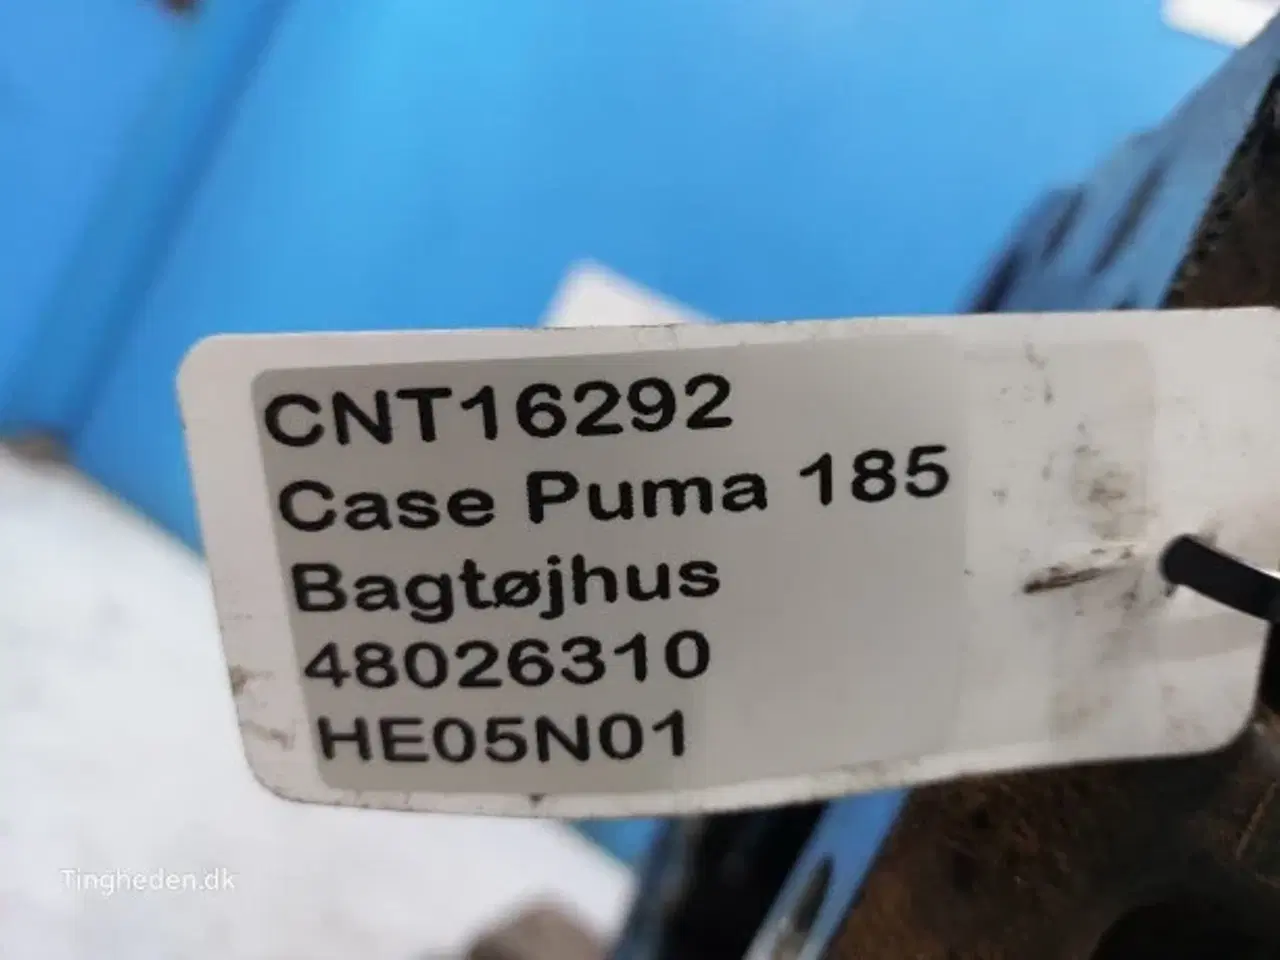 CNT16292
Case Puma 185
Bagtøjhus
48026310
HE05N01
Tingheden.dk